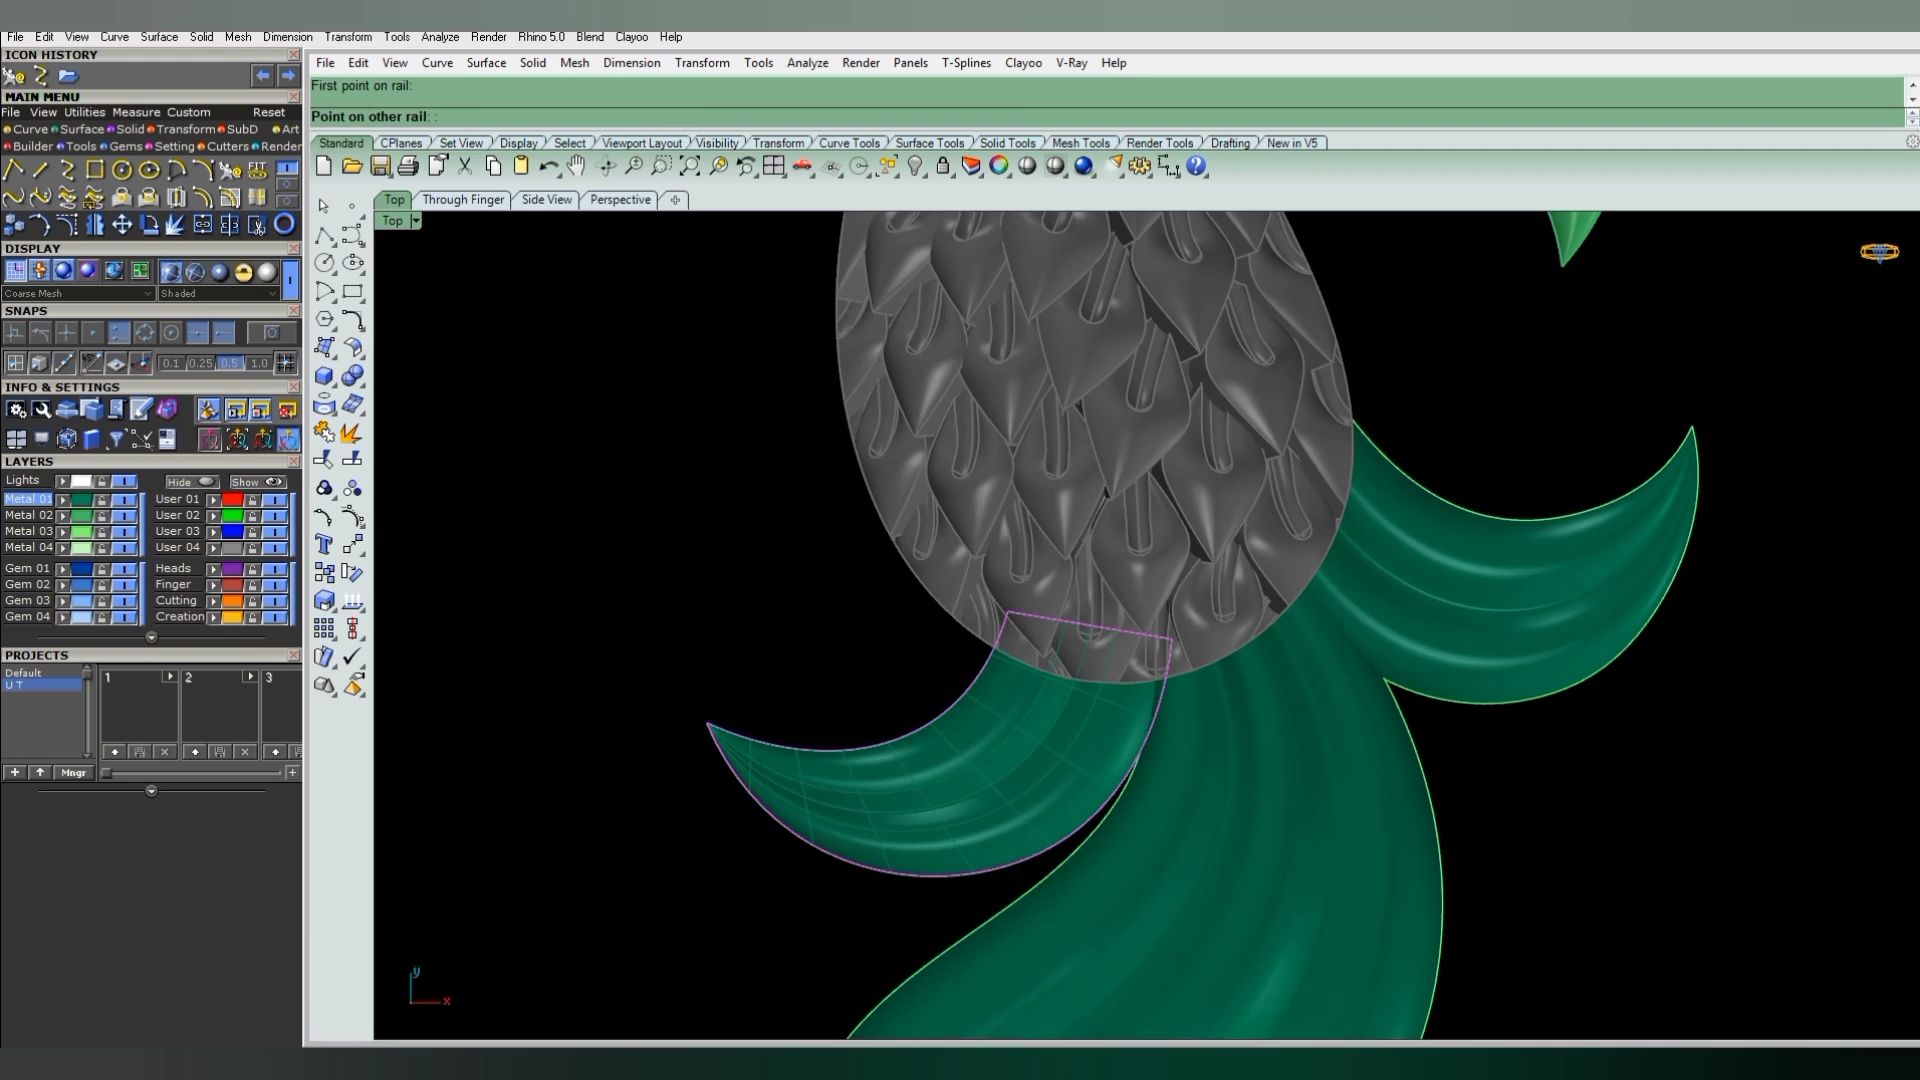 File Edit View Curve Surface Solid Mesh Dimension Transform Tools Analyze Render Rhino 5.0 Blend Clayoo Help
ICON HISTORY
MAIN MENU
File View Utilities Measure Custom Reset
Curve Surface Solid Transform SubD Art
Builder Tools Gems Setting Cutters Render
FIT
DISPLAY
Coarse Mesh Shaded
SNAPS
0.1 0.25 0.5 1.0
INFO & SETTINGS
LAYERS
Lights Hide Show
Metal 01 User 01
Metal 02 User 02
Metal 03 User 03
Metal 04 User 04
Gem 01 Heads
Gem 02 Finger
Gem 03 Cutting
Gem 04 Creation
PROJECTS
Default
U T
1 2 3
Mngr
File Edit View Curve Surface Solid Mesh Dimension Transform Tools Analyze Render Panels T-Splines Clayoo V-Ray Help
First point on rail:
Point on other rail: :
Standard CPlanes Set View Display Select Viewport Layout Visibility Transform Curve Tools Surface Tools Solid Tools Mesh Tools Render Tools Drafting New in V5
Top Through Finger Side View Perspective
Top
y
x